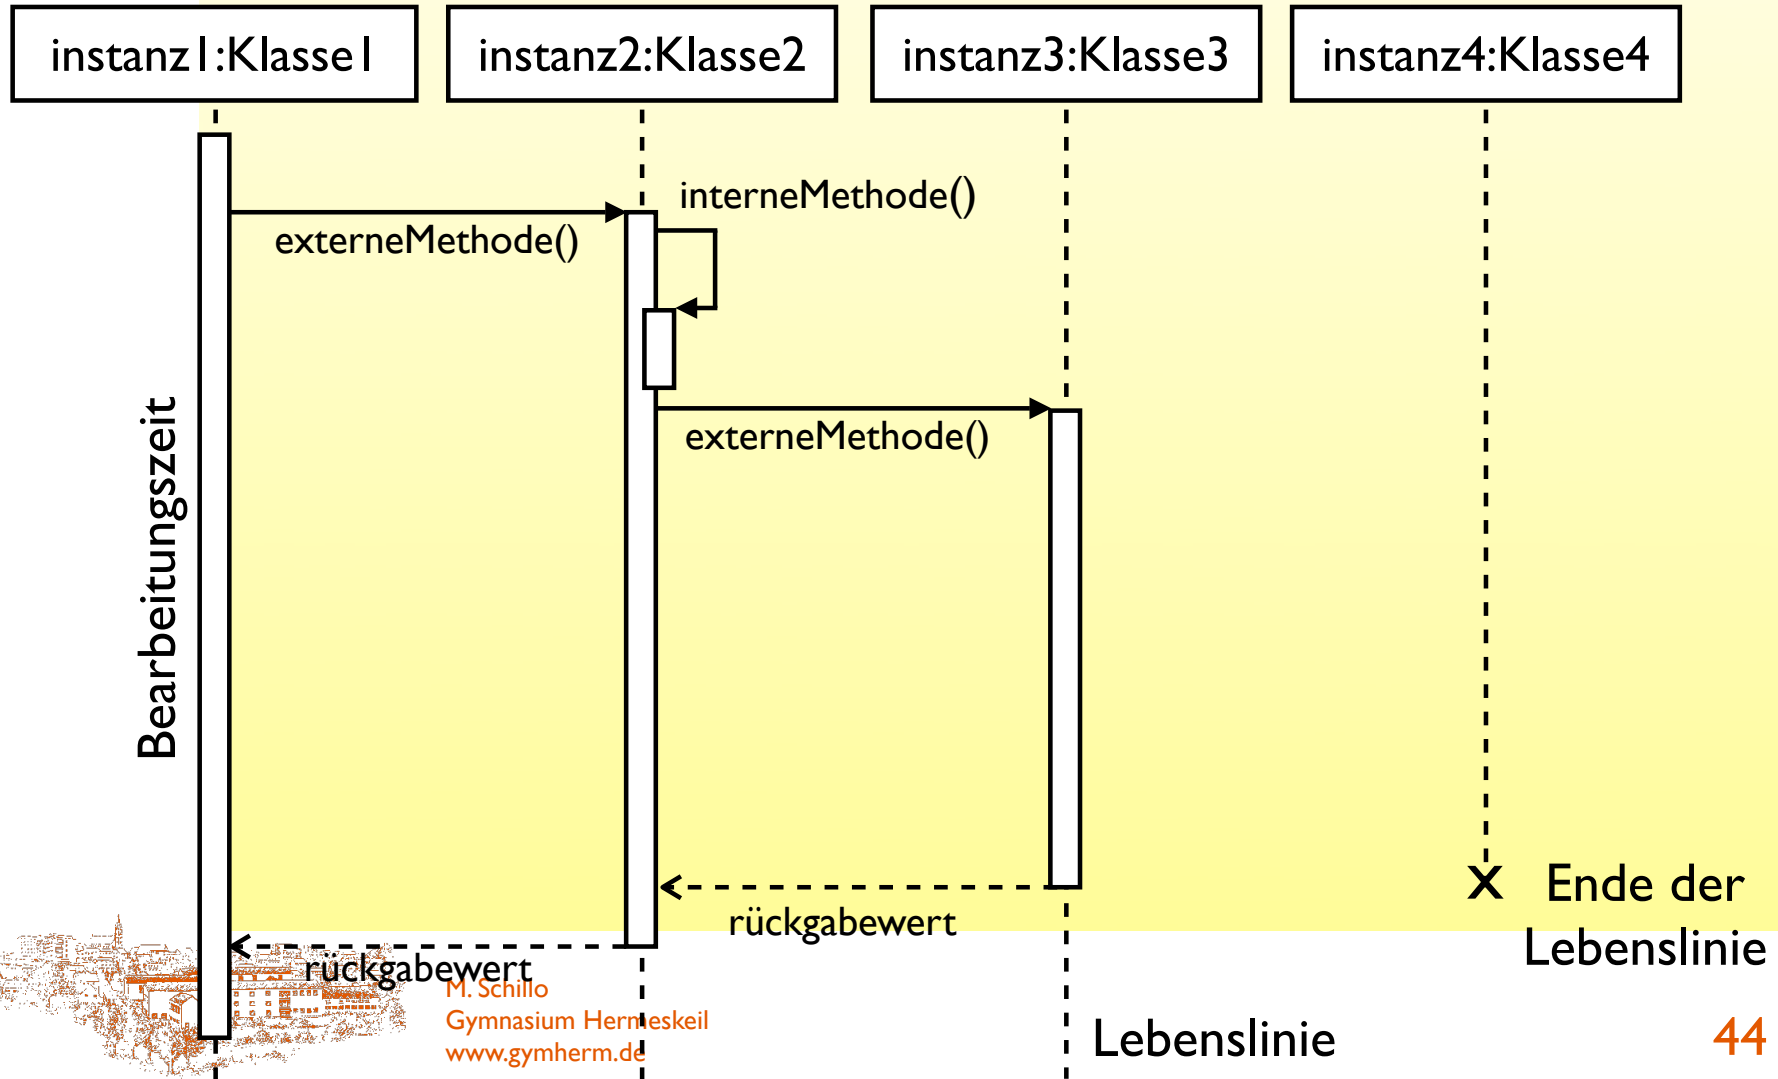 instanz1:Klasse1
instanz2:Klasse2
instanz3:Klasse3
instanz4:Klasse4
interneMethode()
externeMethode()
externeMethode()
Bearbeitungszeit
Ende der
Lebenslinie
rückgabewert
rückgabewert
M. Schillo
Gymnasium Hermeskeil
www.gymherm.de
Lebenslinie
44